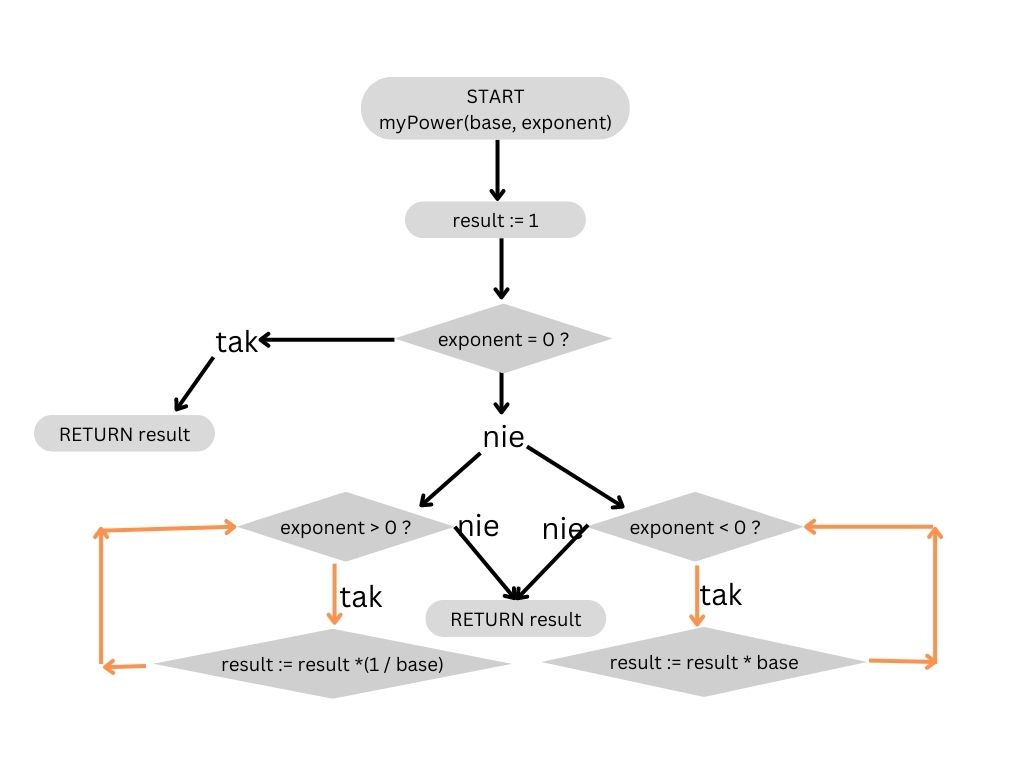 START
myPower(base, exponent)
result := 1
exponent = 0 ?
tak
RETURN result
nie
exponent > 0 ?
nie
nie
exponent < 0 ?
tak
tak
RETURN result
result := result *(1 / base)
result := result * base